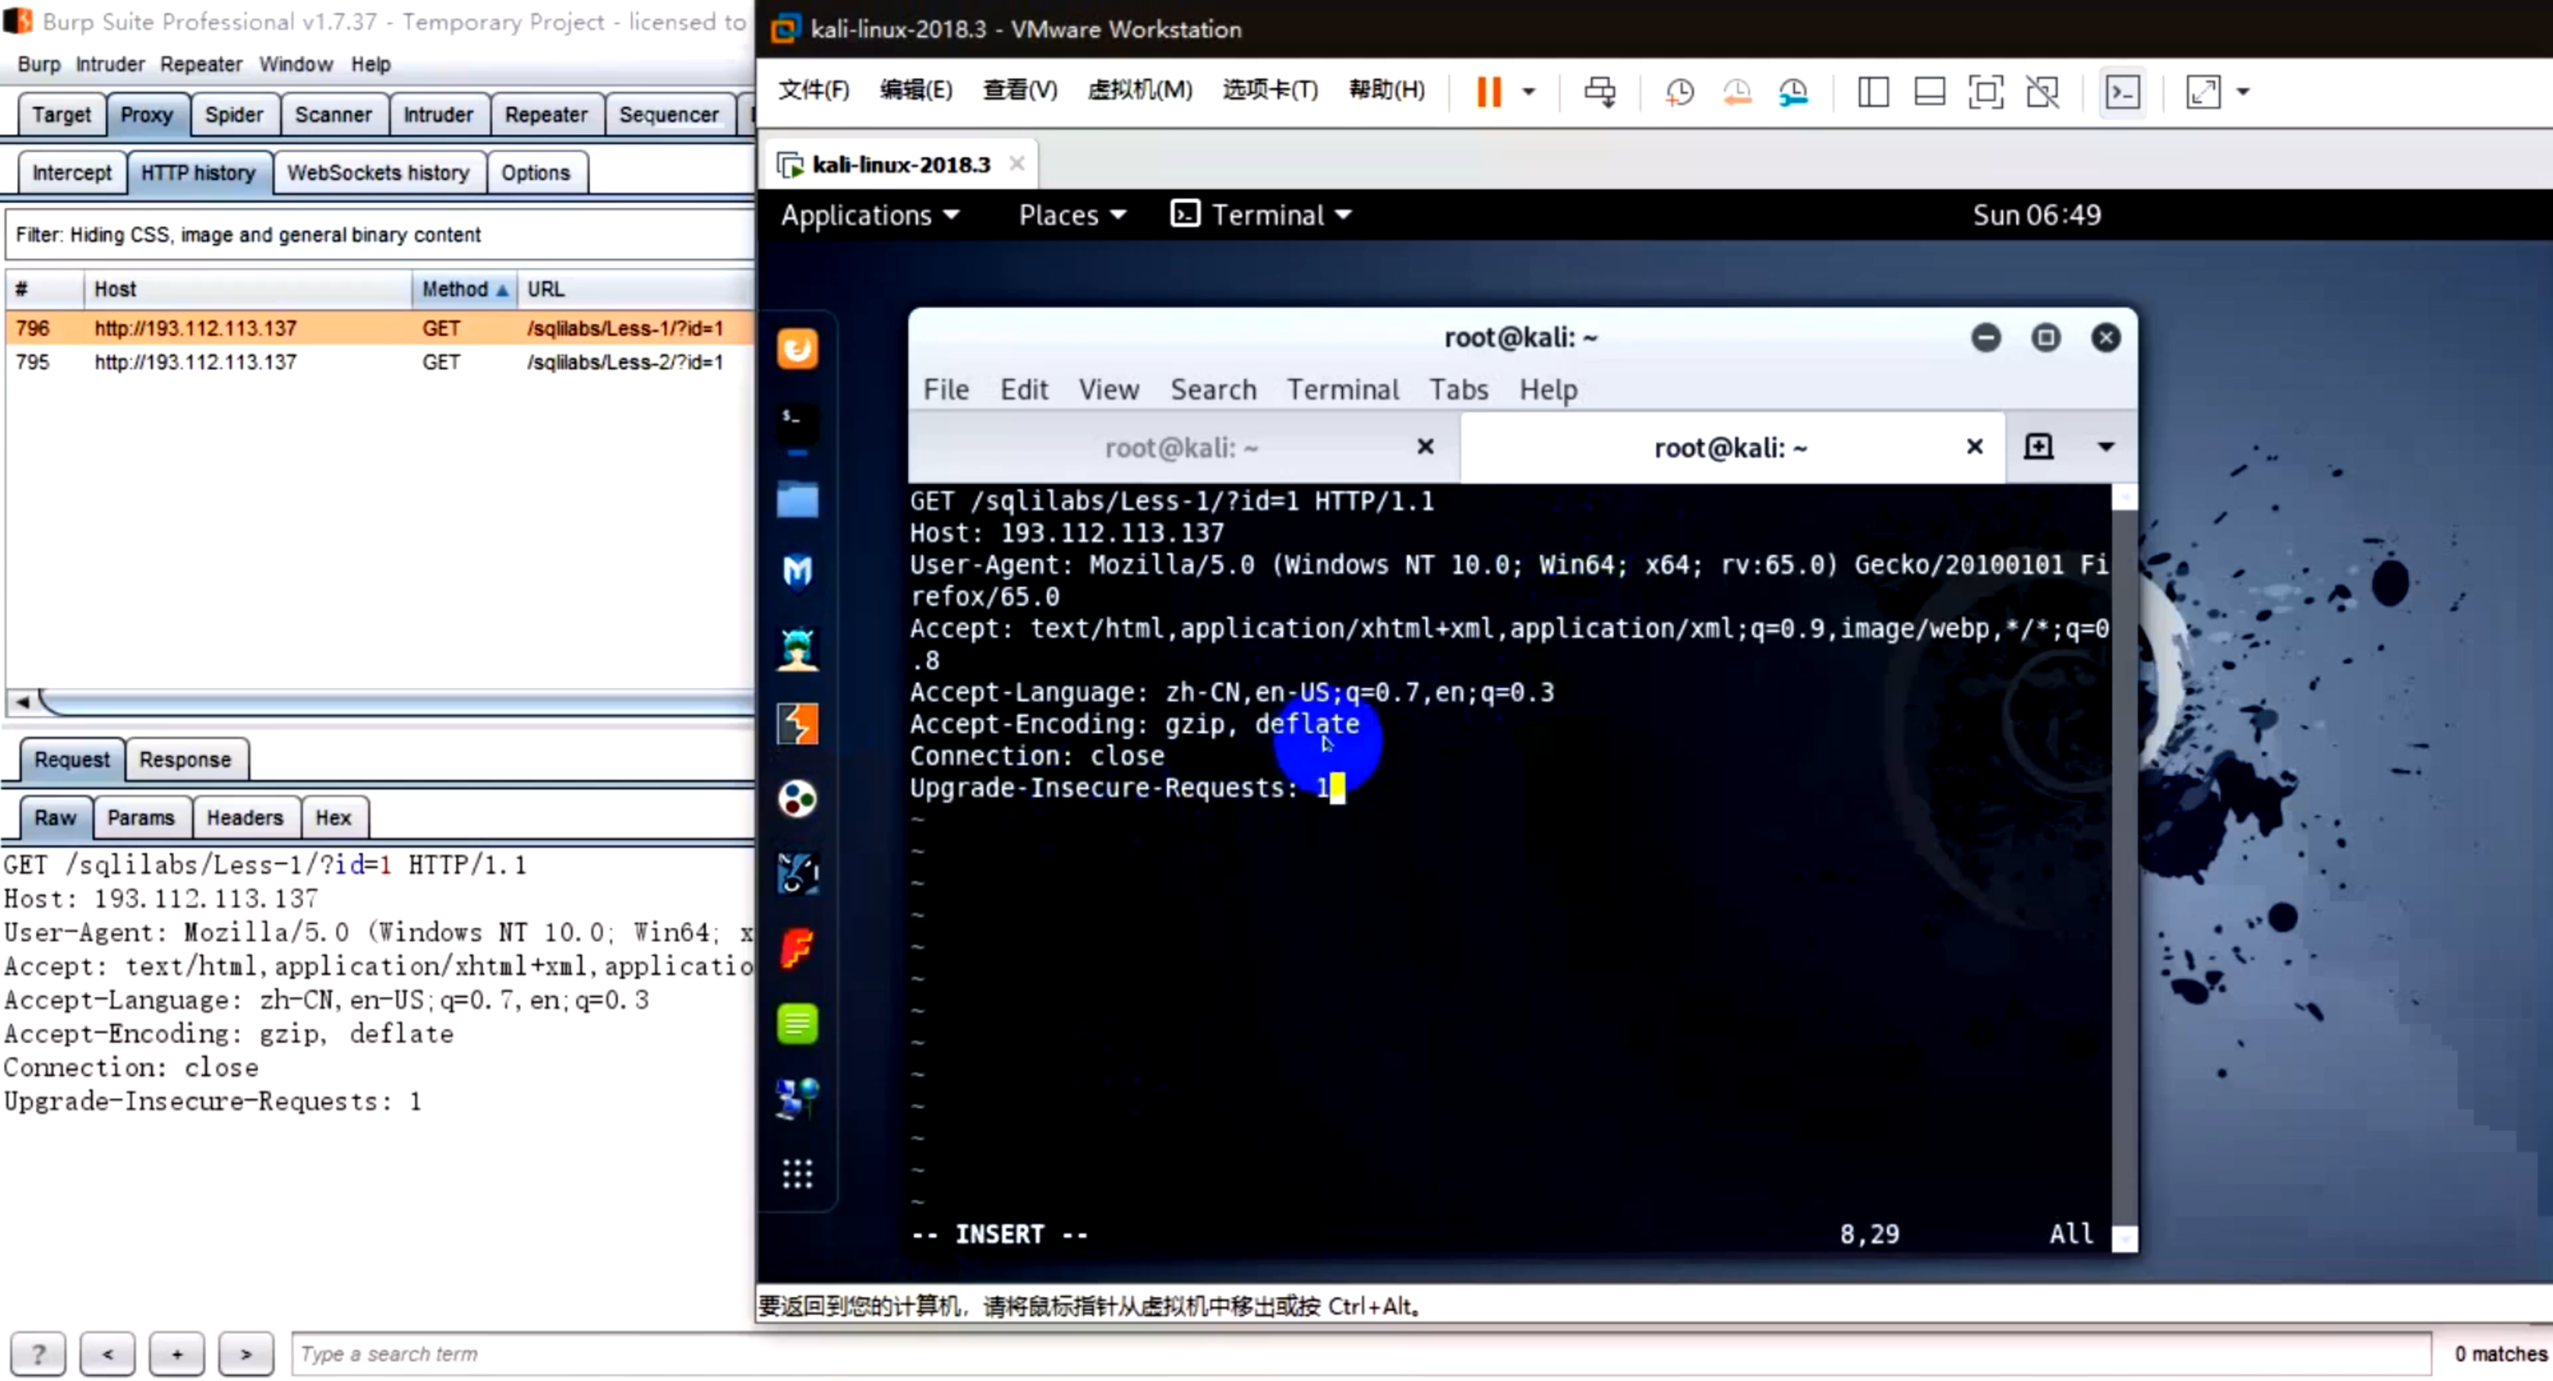 Burp Suite Professional v1.7.37 - Temporary Project - licensed to
Burp Intruder Repeater Window Help
Target Proxy Spider Scanner Intruder Repeater Sequencer
Intercept HTTP history WebSockets history Options
Filter: Hiding CSS, image and general binary content
# Host Method URL
796 http://193.112.113.137 GET /sqlilabs/Less-1/?id=1
795 http://193.112.113.137 GET /sqlilabs/Less-2/?id=1
Request Response
Raw Params Headers Hex
GET /sqlilabs/Less-1/?id=1 HTTP/1.1
Host: 193.112.113.137
User-Agent: Mozilla/5.0 (Windows NT 10.0; Win64; x
Accept: text/html,application/xhtml+xml,applicatio
Accept-Language: zh-CN,en-US;q=0.7,en;q=0.3
Accept-Encoding: gzip, deflate
Connection: close
Upgrade-Insecure-Requests: 1
? < + > Type a search term 0 matches
kali-linux-2018.3 - VMware Workstation
文件(F) 编辑(E) 查看(V) 虚拟机(M) 选项卡(T) 帮助(H)
kali-linux-2018.3
Applications Places Terminal Sun 06:49
root@kali: ~
File Edit View Search Terminal Tabs Help
root@kali: ~ root@kali: ~
GET /sqlilabs/Less-1/?id=1 HTTP/1.1
Host: 193.112.113.137
User-Agent: Mozilla/5.0 (Windows NT 10.0; Win64; x64; rv:65.0) Gecko/20100101 Fi
refox/65.0
Accept: text/html,application/xhtml+xml,application/xml;q=0.9,image/webp,*/*;q=0
.8
Accept-Language: zh-CN,en-US;q=0.7,en;q=0.3
Accept-Encoding: gzip, deflate
Connection: close
Upgrade-Insecure-Requests: 1
~
~
~
~
~
~
~
~
~
~
~
~
~
-- INSERT -- 8,29 All
要返回到您的计算机，请将鼠标指针从虚拟机中移出或按 Ctrl+Alt。